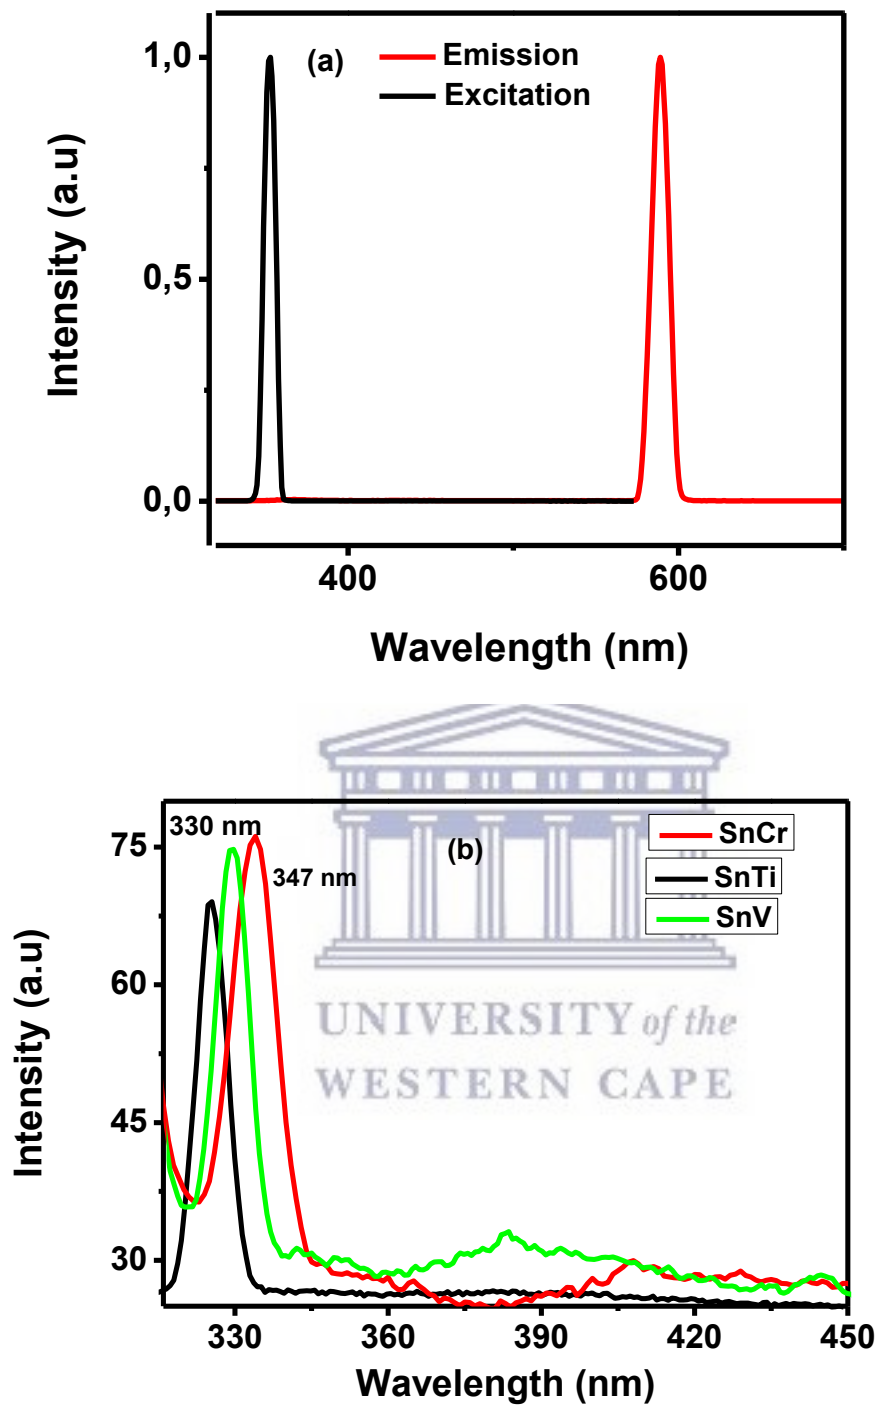 (a)
Emission
Excitation
1,0
0,5
0,0
Intensity (a.u)
400
600
Wavelength (nm)
330 nm
(b)
347 nm
SnCr
SnTi
SnV
75
60
45
30
Intensity (a.u)
UNIVERSITY of the
WESTERN CAPE
330
360
390
420
450
Wavelength (nm)